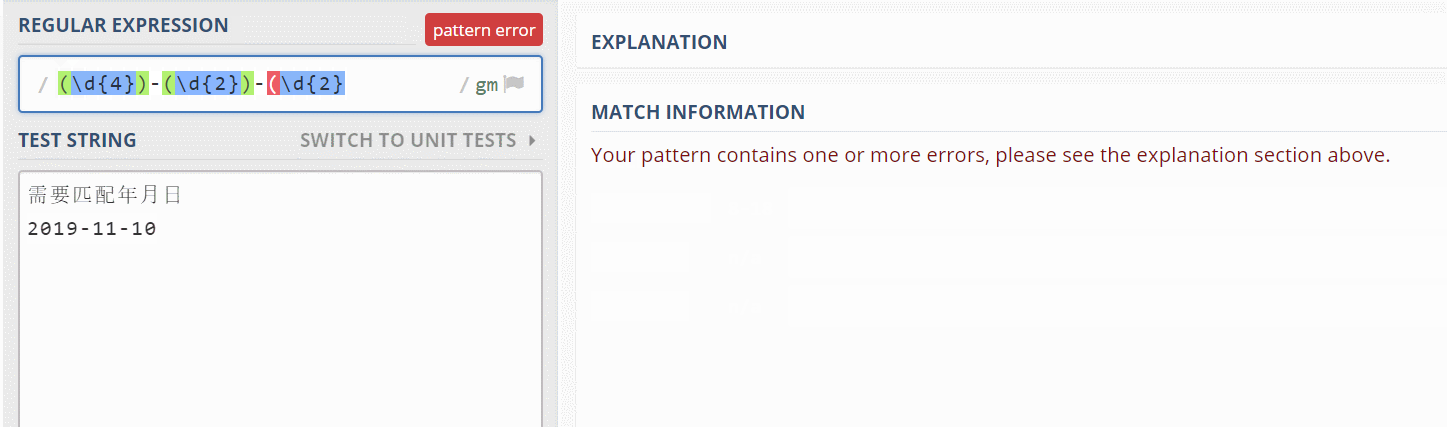 REGULAR EXPRESSION
pattern error
/ (\d{4})-(\d{2})-(\d{2} / gm
TEST STRING
SWITCH TO UNIT TESTS
需要匹配年月日
2019-11-10
EXPLANATION
MATCH INFORMATION
Your pattern contains one or more errors, please see the explanation section above.